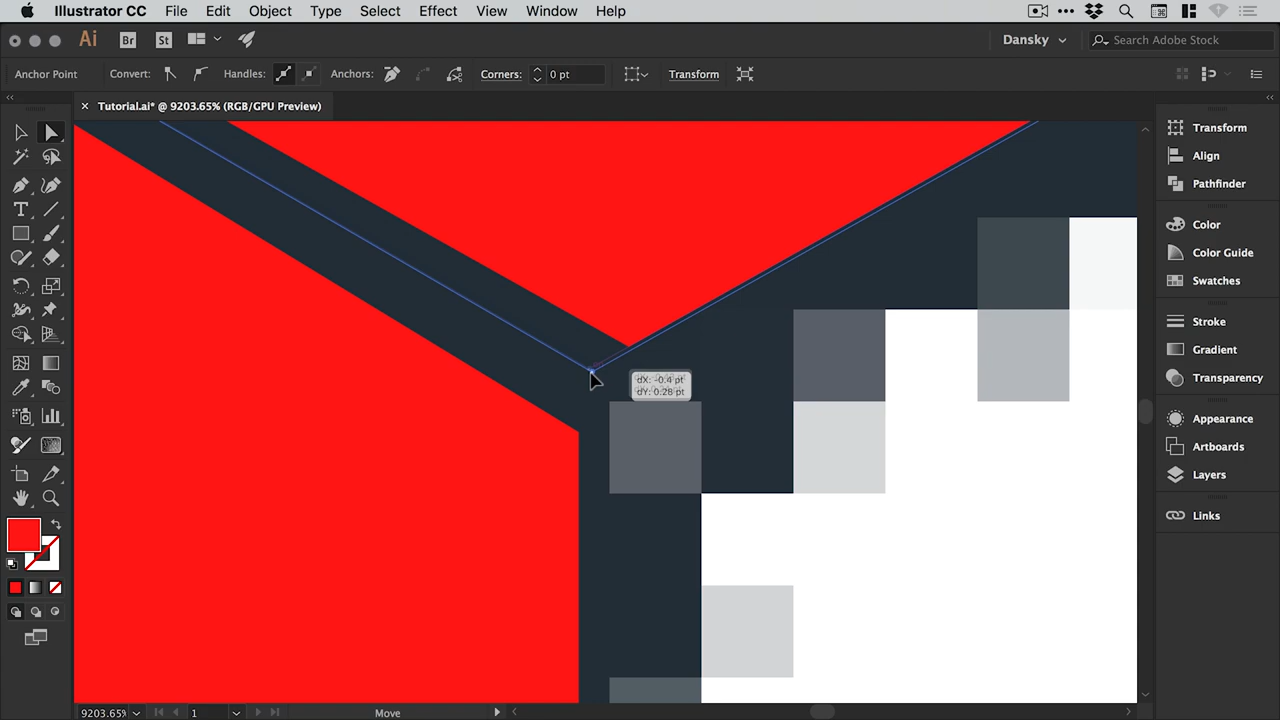 Illustrator CC File Edit Object Type Select Effect View Window Help
Ai Br St Dansky Search Adobe Stock
Anchor Point Convert: Handles: Anchors: Corners: 0 pt Transform
× Tutorial.ai* @ 9203.65% (RGB/GPU Preview)
Transform
Align
Pathfinder
Color
Color Guide
Swatches
Stroke
Gradient
Transparency
Appearance
Artboards
Layers
Links
dX: -0.4 pt
dY: 0.28 pt
9203.65% 1 Move